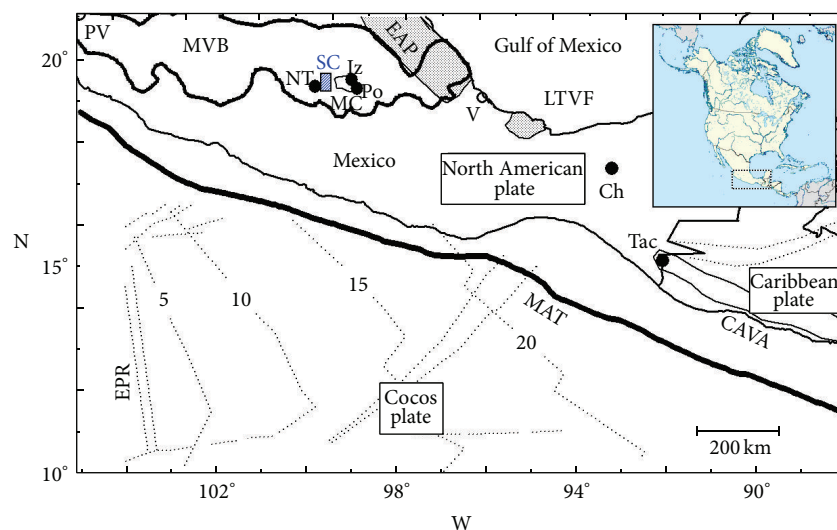 20°
PV
MVB
EAP
Gulf of Mexico
SC
Iz
NT
Po
MC
V
LTVF
Mexico
North American
plate
Ch
N
Tac
15°
5
10
15
20
MAT
Caribbean
plate
CAVA
EPR
Cocos
plate
200 km
10°
102°
98°
94°
90°
W